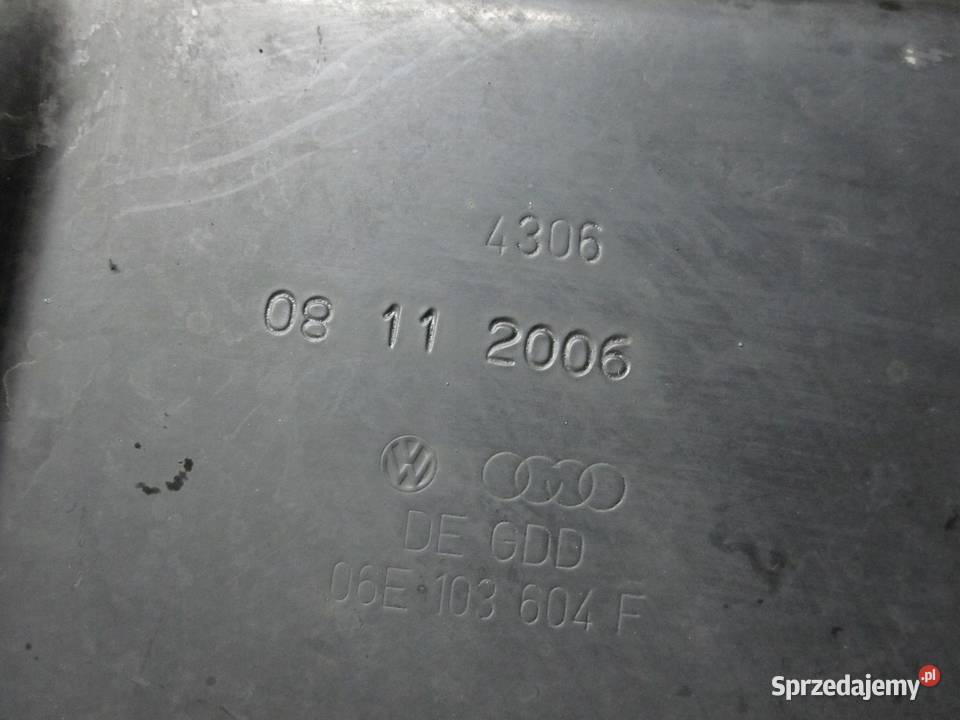 4306
08 11 2006
DE GDD
06E 103 604 F
Sprzedajemy.pl